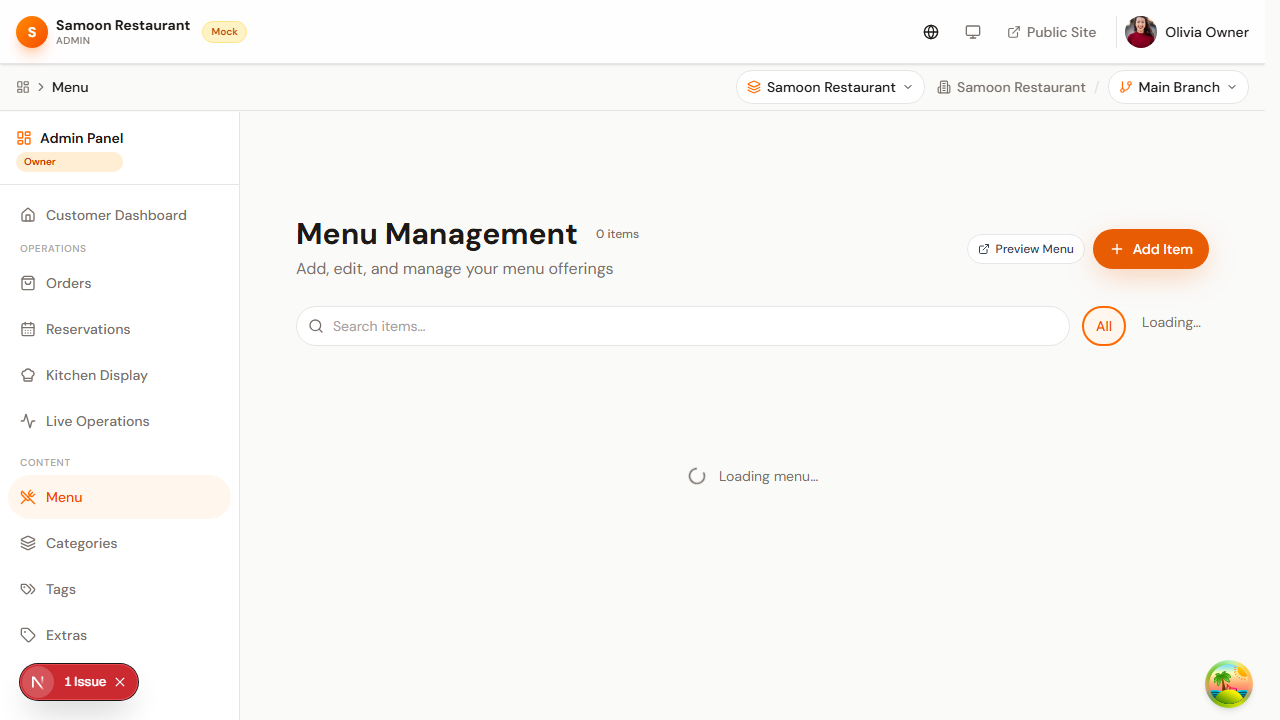 S
Samoon Restaurant
ADMIN
Mock
Public Site
Olivia Owner
Menu
Samoon Restaurant
Samoon Restaurant /
Main Branch
Admin Panel
Owner
Customer Dashboard
OPERATIONS
Orders
Reservations
Kitchen Display
Live Operations
CONTENT
Menu
Categories
Tags
Extras
N 1 Issue
Menu Management
0 items
Add, edit, and manage your menu offerings
Preview Menu
Add Item
Search items...
All
Loading...
Loading menu...